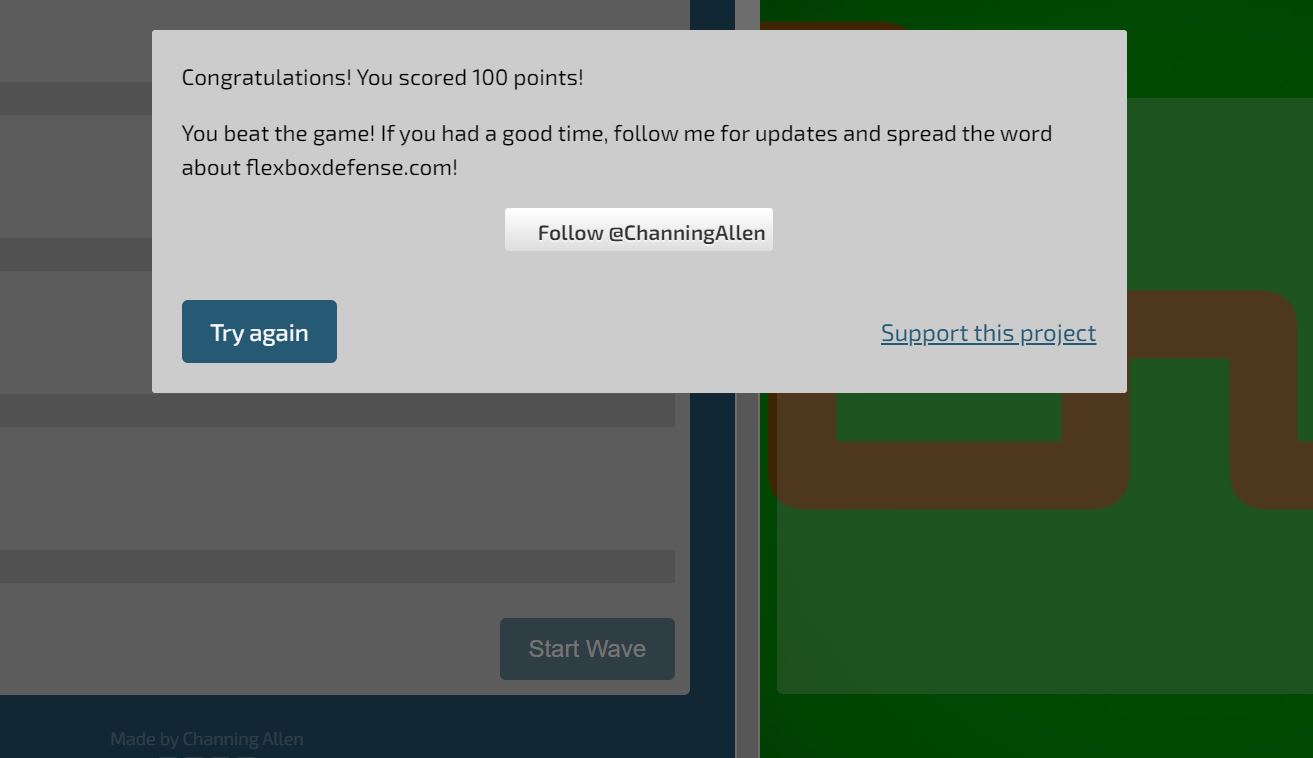 Congratulations! You scored 100 points!
You beat the game! If you had a good time, follow me for updates and spread the word
about flexboxdefense.com!
Follow @ChanningAllen
Try again
Support this project
Start Wave
Made by Channing Allen